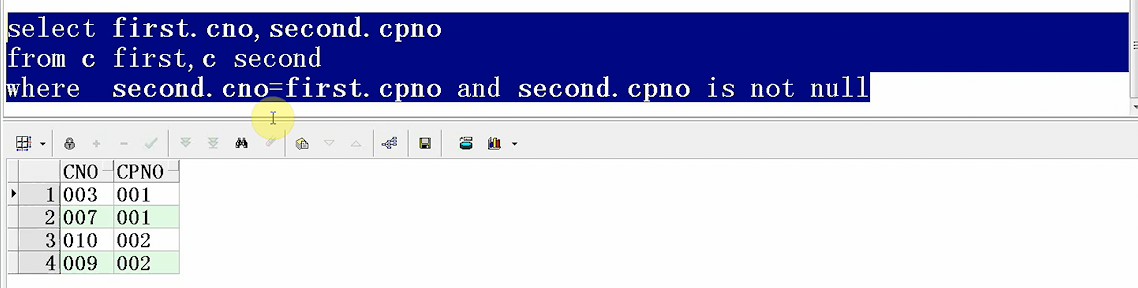 select first.cno,second.cpno
from c first,c second
where  second.cno=first.cpno and second.cpno is not null
CNO CPNO
1 003 001
2 007 001
3 010 002
4 009 002